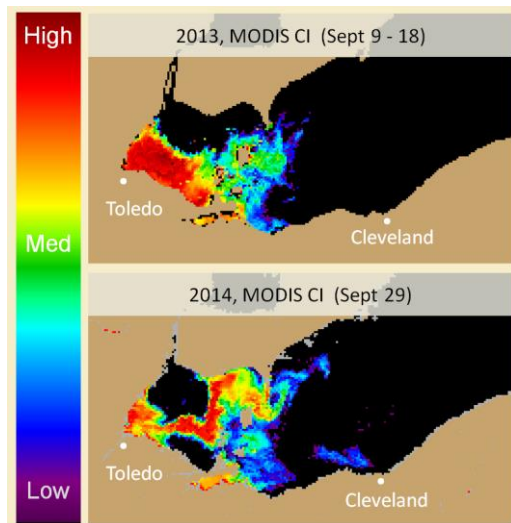 High
Med
Low
2013, MODIS CI (Sept 9 - 18)
Toledo
Cleveland
2014, MODIS CI (Sept 29)
Toledo
Cleveland